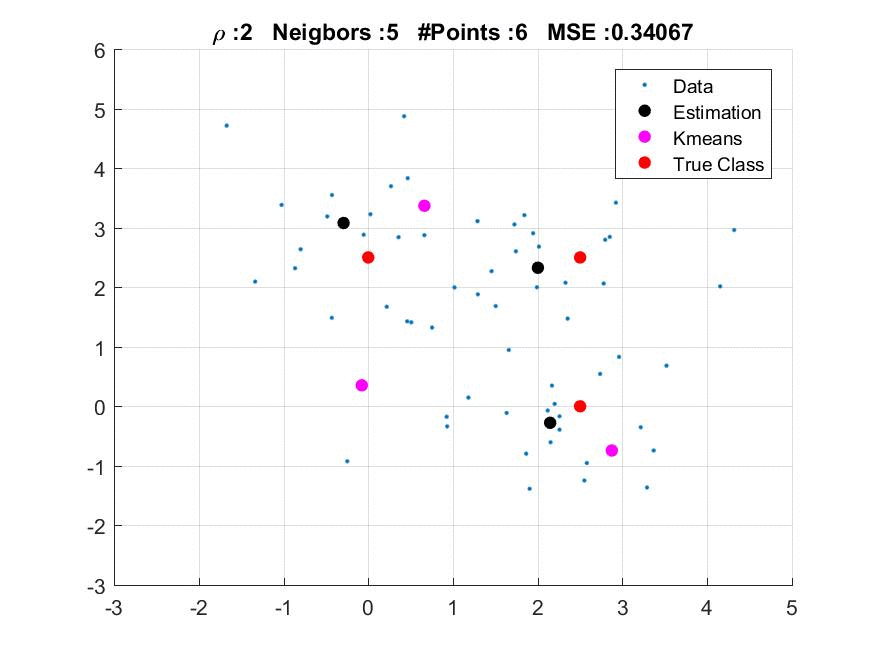 ρ :2 Neigbors :5 #Points :6 MSE :0.34067
6
5
4
3
2
1
0
-1
-2
-3
-3 -2 -1 0 1 2 3 4 5
Data
Estimation
Kmeans
True Class